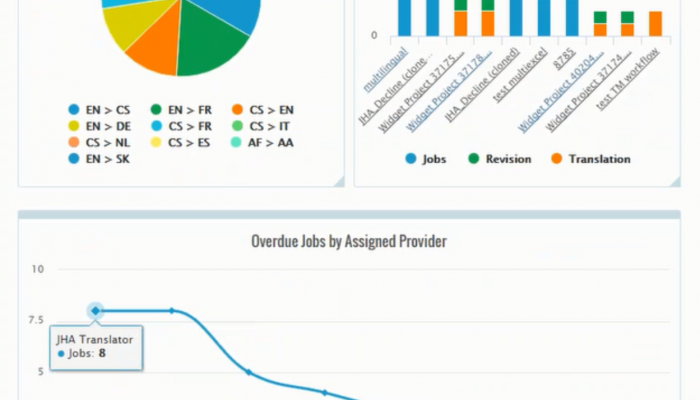 EN > CS EN > FR CS > EN
EN > DE CS > FR CS > IT
CS > NL CS > ES AF > AA
EN > SK
0
multilingual
JHA_Decline (clone...
Widget Project 37175...
Widget Project 37178...
JHA_Decline (cloned)
test multiexcel
8785
Widget Project 40204...
Widget Project 37174...
test TM workflow
Jobs Revision Translation
Overdue Jobs by Assigned Provider
10
7.5
JHA Translator
Jobs: 8
5